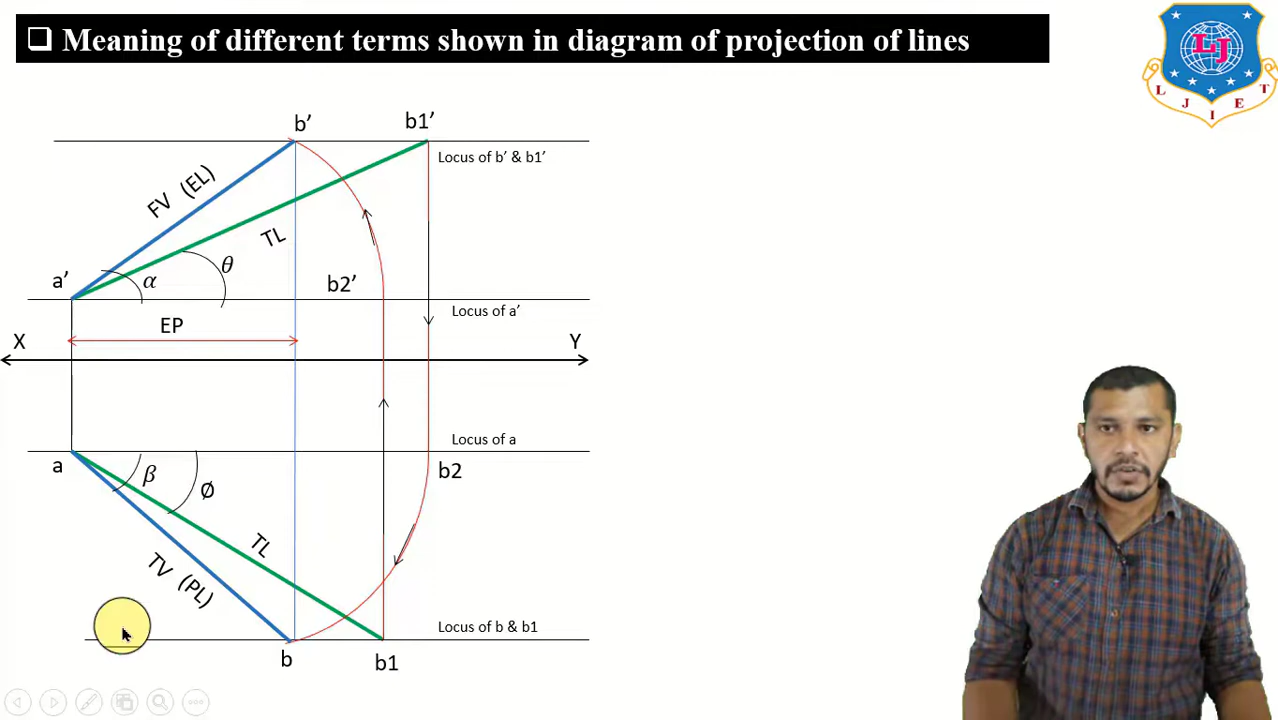 ❑ Meaning of different terms shown in diagram of projection of lines
L J I E T
LJ
b’ b1’
Locus of b’ & b1’
FV (EL)
TL
θ
a’ α b2’
Locus of a’
EP
X Y
Locus of a
a β b2
Ø
TL
TV (PL)
Locus of b & b1
b b1